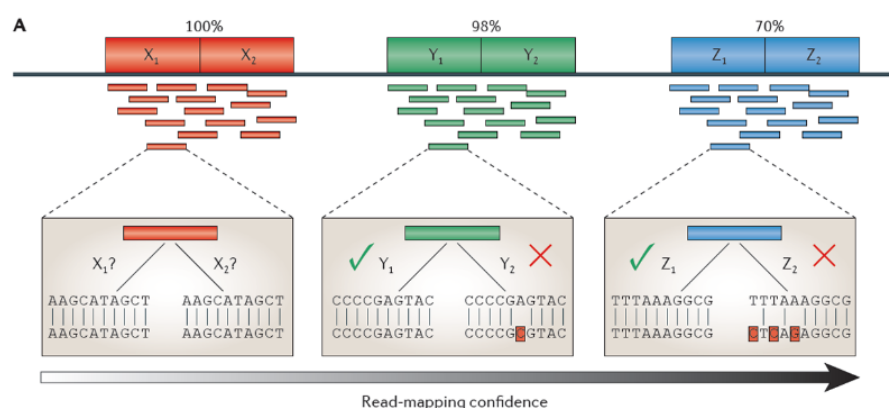 A
100% 98% 70%
X1 X2 Y1 Y2 Z1 Z2
X1? X2? Y1 Y2 Z1 Z2
AAGCATAGCT AAGCATAGCT CCCCGAGTAC CCCCGAGTAC TTTAAAGGCG TTTAAAGGCG
AAGCATAGCT AAGCATAGCT CCCCGAGTAC CCCCGCGTAC TTTAAAGGCG CTCAGAGGCG
Read-mapping confidence